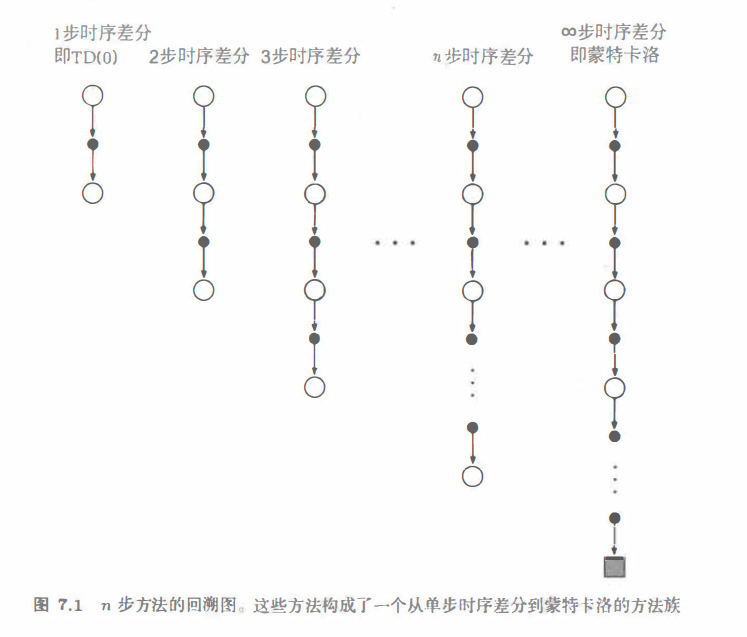 1步时序差分
即TD(0)
2步时序差分
3步时序差分
n步时序差分
∞步时序差分
即蒙特卡洛
图 7.1 n 步方法的回溯图。这些方法构成了一个从单步时序差分到蒙特卡洛的方法族